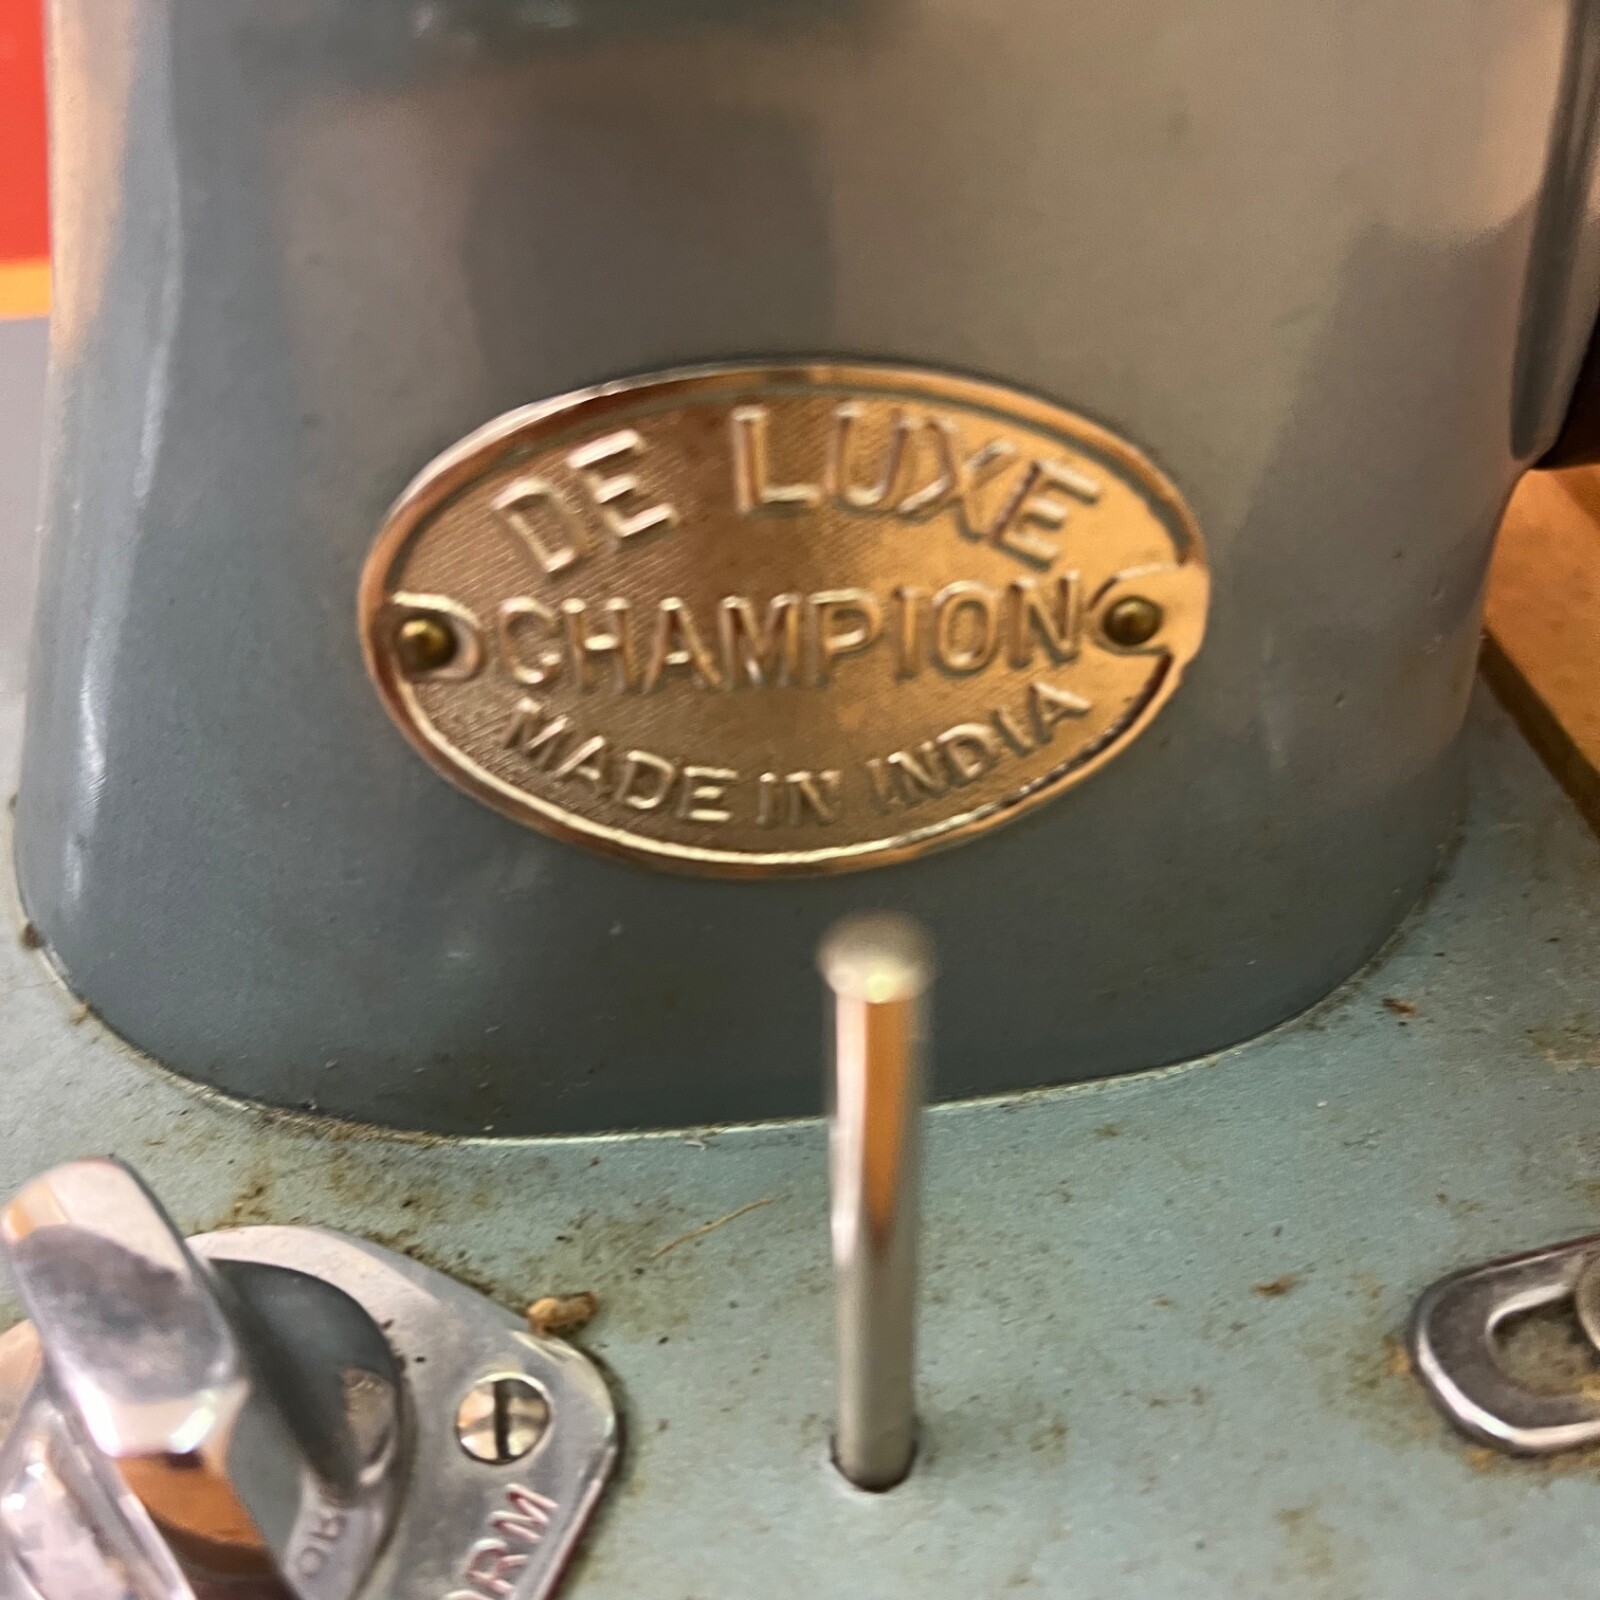 DE LUXE
CHAMPION
MADE IN INDIA